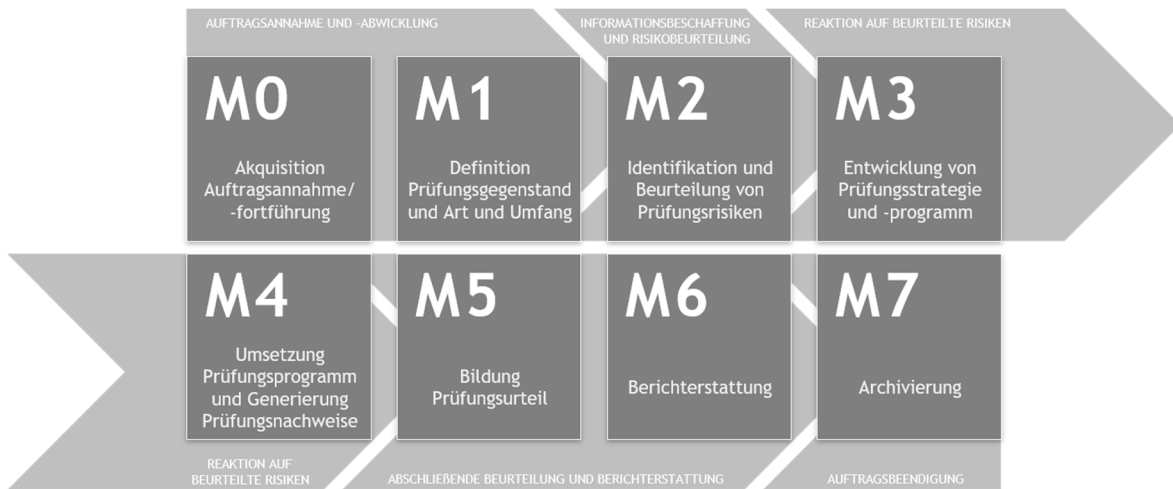 AUFTRAGSANNAHME UND -ABWICKLUNG
INFORMATIONSBESCHAFFUNG
UND RISIKOBEURTEILUNG
REAKTION AUF BEURTEILTE RISIKEN
M0
Akquisition
Auftragsannahme/
-fortführung
M1
Definition
Prüfungsgegenstand
und Art und Umfang
M2
Identifikation und
Beurteilung von
Prüfungsrisiken
M3
Entwicklung von
Prüfungsstrategie
und -programm
M4
Umsetzung
Prüfungsprogramm
und Generierung
Prüfungsnachweise
M5
Bildung
Prüfungsurteil
M6
Berichterstattung
M7
Archivierung
REAKTION AUF
BEURTEILTE RISIKEN
ABSCHLIEßENDE BEURTEILUNG UND BERICHTERSTATTUNG
AUFTRAGSBEENDIGUNG